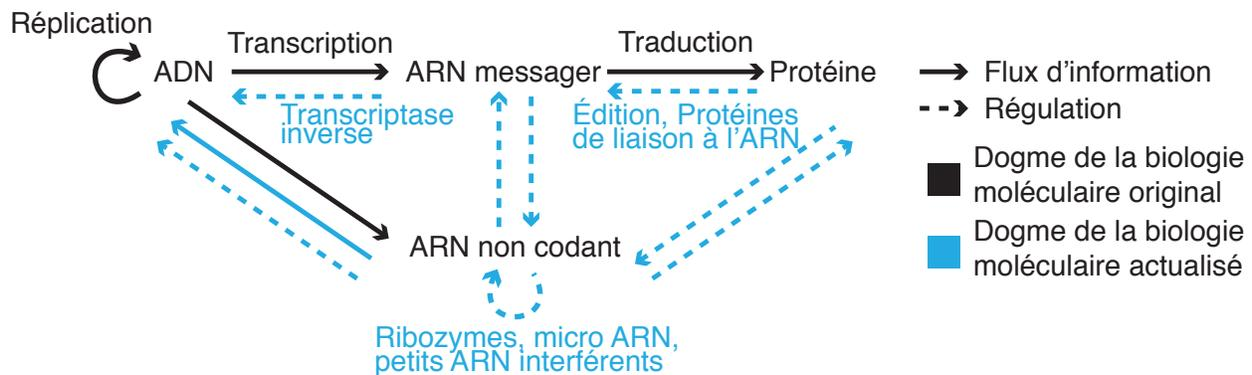 Réplication
Transcription
Traduction
ADN
ARN messager
Protéine
Flux d'information
Transcriptase
inverse
Édition, Protéines
de liaison à l'ARN
Régulation
Dogme de la biologie
moléculaire original
Dogme de la biologie
moléculaire actualisé
ARN non codant
Ribozymes, micro ARN,
petits ARN interférents